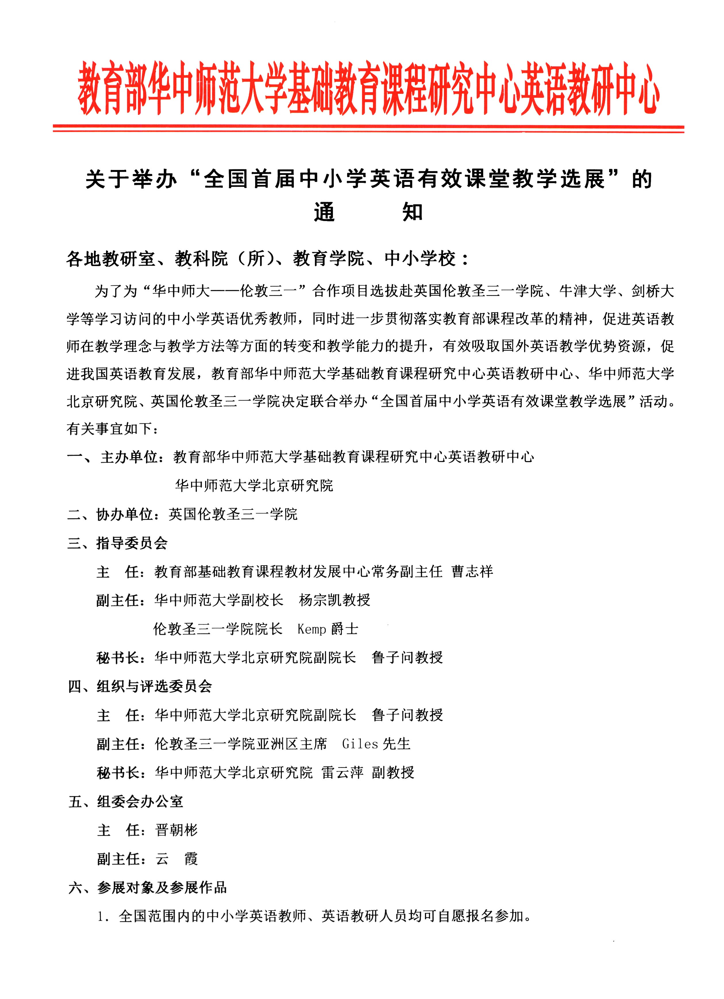 教育部华中师范大学基础教育课程研究中心英语教研中心
关于举办“全国首届中小学英语有效课堂教学选展”的
通 知
各地教研室、教科院（所）、教育学院、中小学校：
为了为“华中师大——伦敦三一”合作项目选拔赴英国伦敦圣三一学院、牛津大学、剑桥大
学等学习访问的中小学英语优秀教师，同时进一步贯彻落实教育部课程改革的精神，促进英语教
师在教学理念与教学方法等方面的转变和教学能力的提升，有效吸取国外英语教学优势资源，促
进我国英语教育发展，教育部华中师范大学基础教育课程研究中心英语教研中心、华中师范大学
北京研究院、英国伦敦圣三一学院决定联合举办“全国首届中小学英语有效课堂教学选展”活动。
有关事宜如下：
一、主办单位：教育部华中师范大学基础教育课程研究中心英语教研中心
华中师范大学北京研究院
二、协办单位：英国伦敦圣三一学院
三、指导委员会
主 任：教育部基础教育课程教材发展中心常务副主任 曹志祥
副主任：华中师范大学副校长 杨宗凯教授
伦敦圣三一学院院长 Kemp 爵士
秘书长：华中师范大学北京研究院副院长 鲁子问教授
四、组织与评选委员会
主 任：华中师范大学北京研究院副院长 鲁子问教授
副主任：伦敦圣三一学院亚洲区主席 Giles 先生
秘书长：华中师范大学北京研究院 雷云萍 副教授
五、组委会办公室
主 任：晋朝彬
副主任：云 霞
六、参展对象及参展作品
1. 全国范围内的中小学英语教师、英语教研人员均可自愿报名参加。